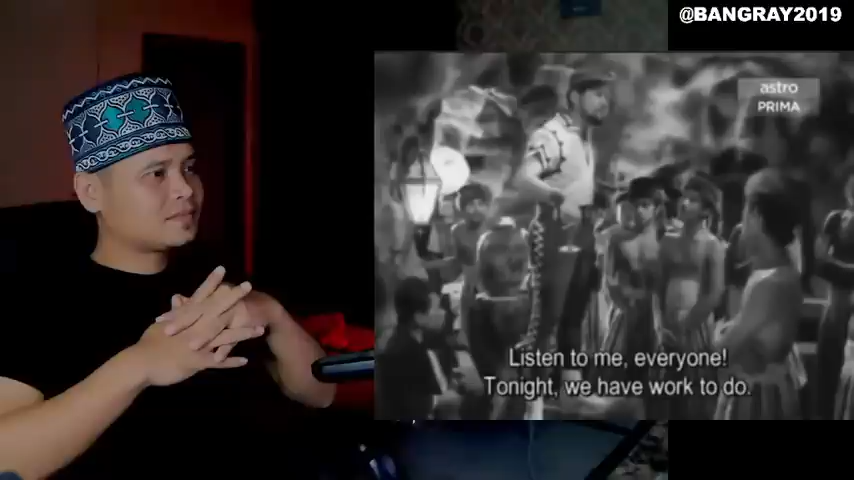 @BANGRAY2019
astro
PRIMA
Listen to me, everyone!
Tonight, we have work to do.